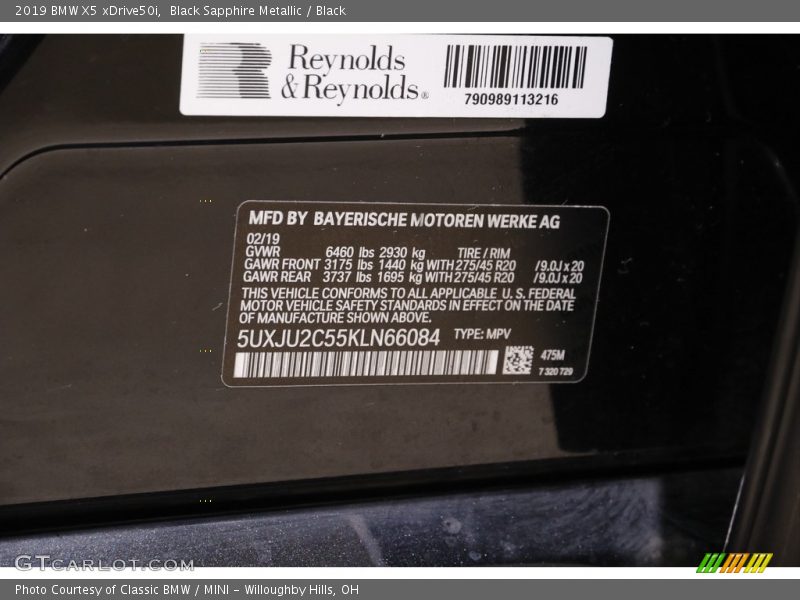 2019 BMW X5 xDrive50i, Black Sapphire Metallic / Black
Reynolds
& Reynolds®
790989113216
MFD BY BAYERISCHE MOTOREN WERKE AG
02/19
GVWR 6460 lbs 2930 kg TIRE / RIM
GAWR FRONT 3175 lbs 1440 kg WITH 275/45 R20 /9.0J x 20
GAWR REAR 3737 lbs 1695 kg WITH 275/45 R20 /9.0J x 20
THIS VEHICLE CONFORMS TO ALL APPLICABLE U. S. FEDERAL
MOTOR VEHICLE SAFETY STANDARDS IN EFFECT ON THE DATE
OF MANUFACTURE SHOWN ABOVE.
5UXJU2C55KLN66084 TYPE: MPV
475M
7 320 729
GTcarlot.com
Photo Courtesy of Classic BMW / MINI - Willoughby Hills, OH